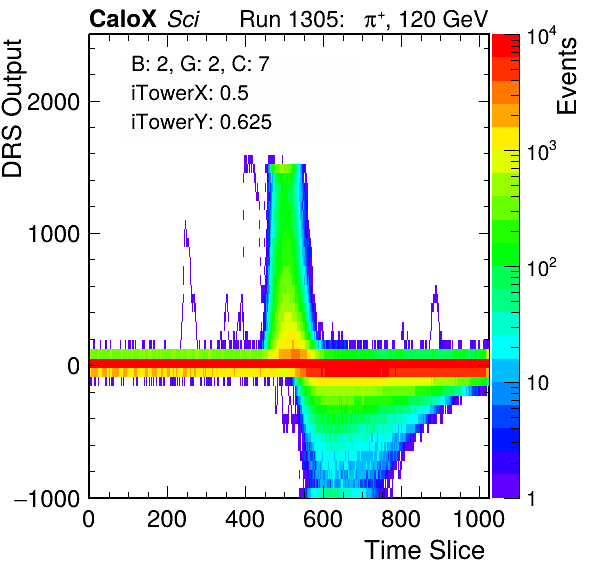 CaloX Sci Run 1305: π⁺, 120 GeV
B: 2, G: 2, C: 7
iTowerX: 0.5
iTowerY: 0.625
DRS Output
2000
1000
0
−1000
0 200 400 600 800 1000
Time Slice
Events
10⁴
10³
10²
10
1